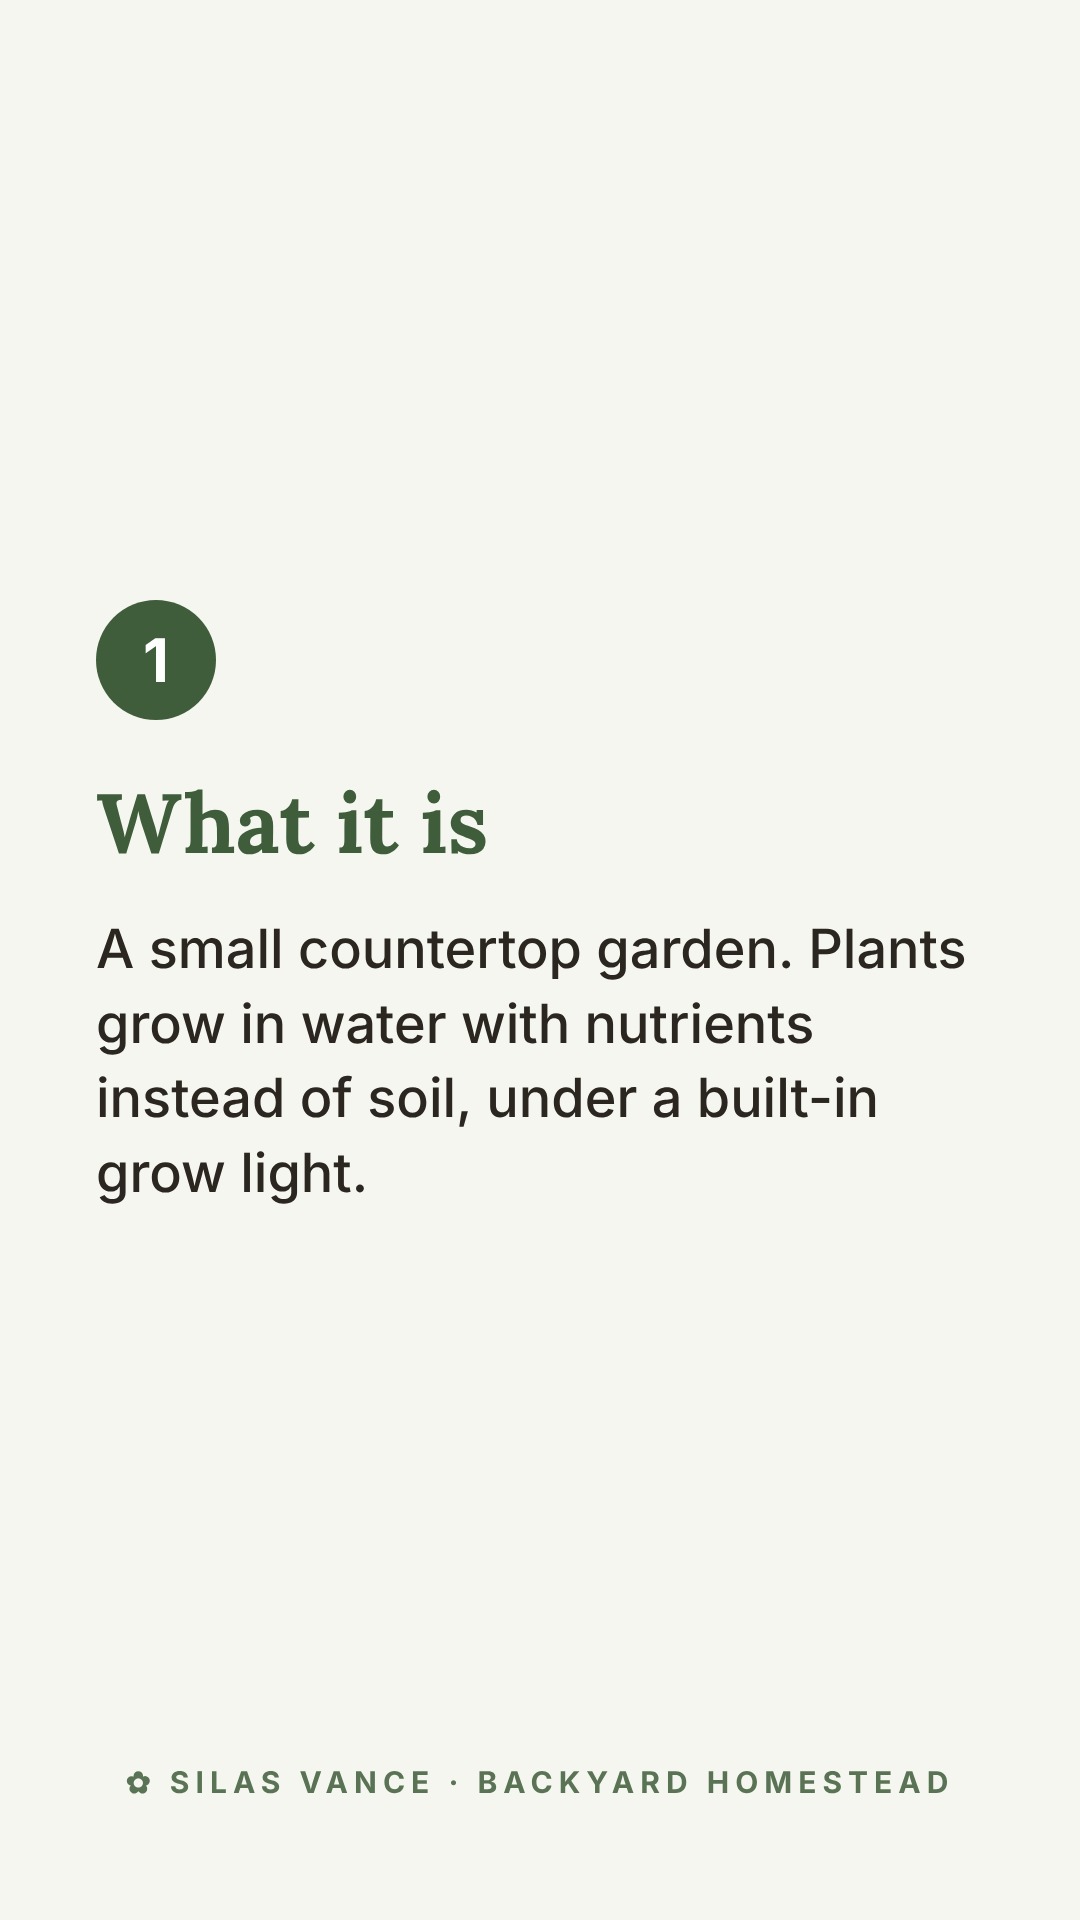 1
What it is
A small countertop garden. Plants
grow in water with nutrients
instead of soil, under a built-in
grow light.
✿ SILAS VANCE · BACKYARD HOMESTEAD